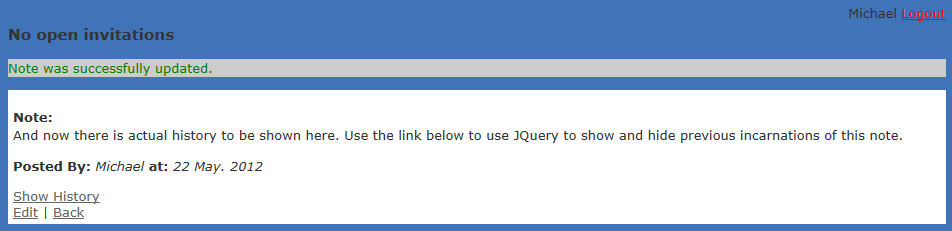 Michael Logout
No open invitations
Note was successfully updated.
Note:
And now there is actual history to be shown here. Use the link below to use JQuery to show and hide previous incarnations of this note.
Posted By: Michael at: 22 May. 2012
Show History
Edit | Back